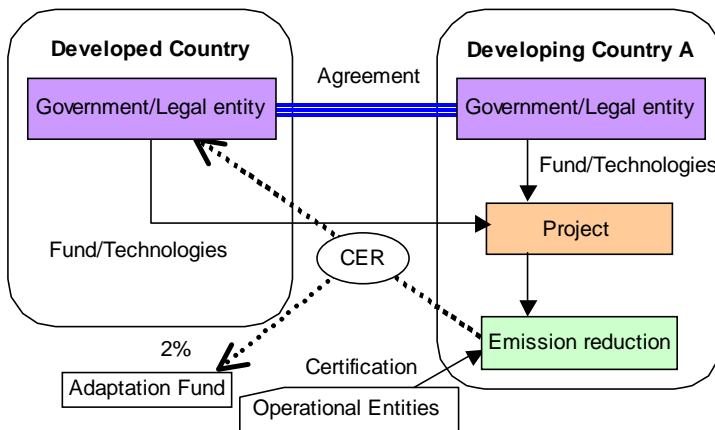 Developed Country
Developing Country A
Agreement
Government/Legal entity
Government/Legal entity
Fund/Technologies
Project
Fund/Technologies
CER
Emission reduction
2%
Certification
Adaptation Fund
Operational Entities